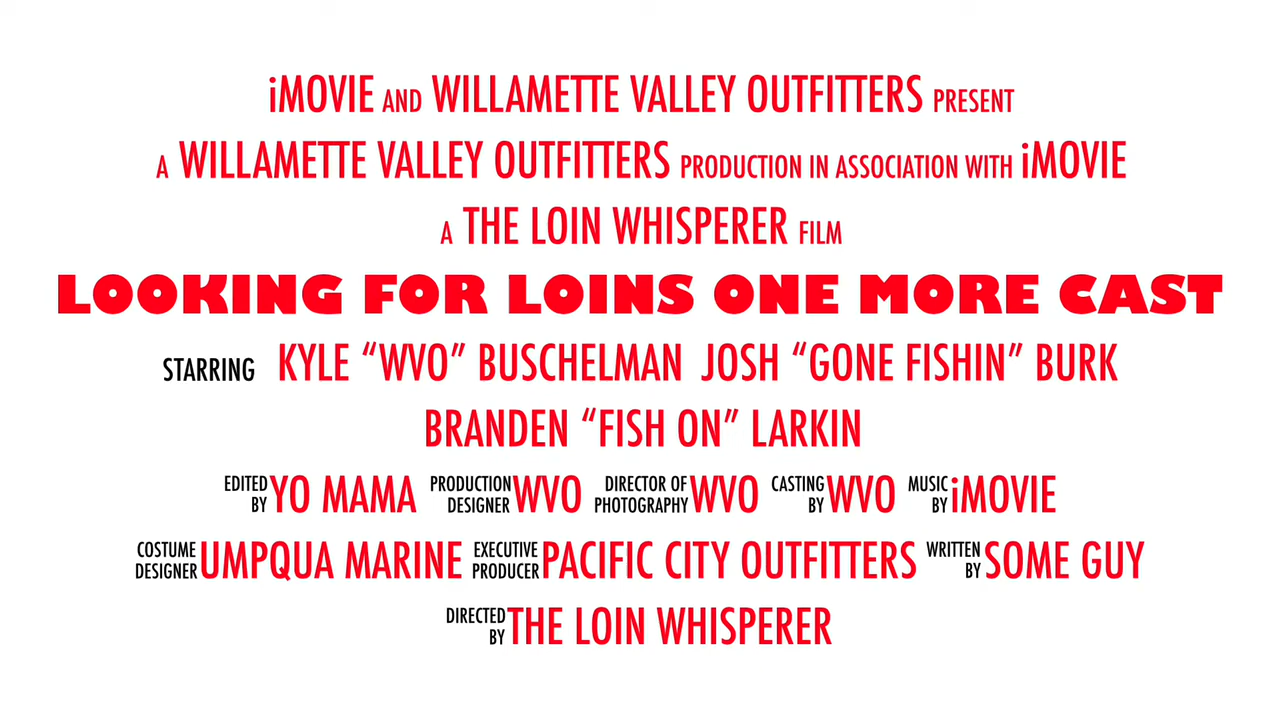 iMOVIE AND WILLAMETTE VALLEY OUTFITTERS PRESENT
A WILLAMETTE VALLEY OUTFITTERS PRODUCTION IN ASSOCIATION WITH iMOVIE
A THE LOIN WHISPERER FILM
LOOKING FOR LOINS ONE MORE CAST
STARRING KYLE “WVO” BUSCHELMAN JOSH “GONE FISHIN” BURK
BRANDEN “FISH ON” LARKIN
EDITED BY YO MAMA PRODUCTION DESIGNER WVO DIRECTOR OF PHOTOGRAPHY WVO CASTING BY WVO MUSIC BY iMOVIE
COSTUME DESIGNER UMPQUA MARINE EXECUTIVE PRODUCER PACIFIC CITY OUTFITTERS WRITTEN BY SOME GUY
DIRECTED BY THE LOIN WHISPERER